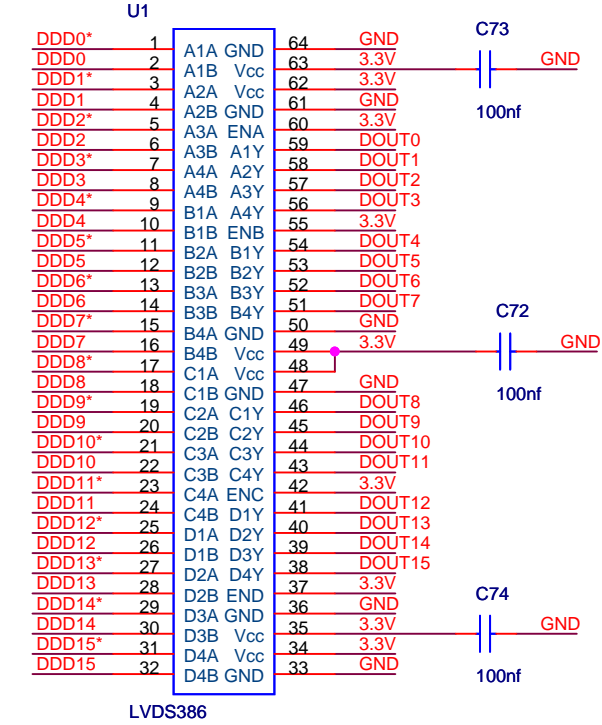 U1
C73
DDD0* 1 A1A GND 64 GND
DDD0 2 A1B Vcc 63 3.3V GND
DDD1* 3 A2A Vcc 62 3.3V
DDD1 4 A2B GND 61 GND
100nf
DDD2* 5 A3A ENA 60 3.3V
DDD2 6 A3B A1Y 59 DOUT0
DDD3* 7 A4A A2Y 58 DOUT1
DDD3 8 A4B A3Y 57 DOUT2
DDD4* 9 B1A A4Y 56 DOUT3
DDD4 10 B1B ENB 55 3.3V
DDD5* 11 B2A B1Y 54 DOUT4
DDD5 12 B2B B2Y 53 DOUT5
DDD6* 13 B3A B3Y 52 DOUT6
DDD6 14 B3B B4Y 51 DOUT7
C72
DDD7* 15 B4A GND 50 GND
DDD7 16 B4B Vcc 49 3.3V GND
DDD8* 17 C1A Vcc 48
DDD8 18 C1B GND 47 GND
100nf
DDD9* 19 C2A C1Y 46 DOUT8
DDD9 20 C2B C2Y 45 DOUT9
DDD10* 21 C3A C3Y 44 DOUT10
DDD10 22 C3B C4Y 43 DOUT11
DDD11* 23 C4A ENC 42 3.3V
DDD11 24 C4B D1Y 41 DOUT12
DDD12* 25 D1A D2Y 40 DOUT13
DDD12 26 D1B D3Y 39 DOUT14
DDD13* 27 D2A D4Y 38 DOUT15
DDD13 28 D2B END 37 3.3V
C74
DDD14* 29 D3A GND 36 GND
DDD14 30 D3B Vcc 35 3.3V GND
DDD15* 31 D4A Vcc 34 3.3V
DDD15 32 D4B GND 33 GND
100nf
LVDS386